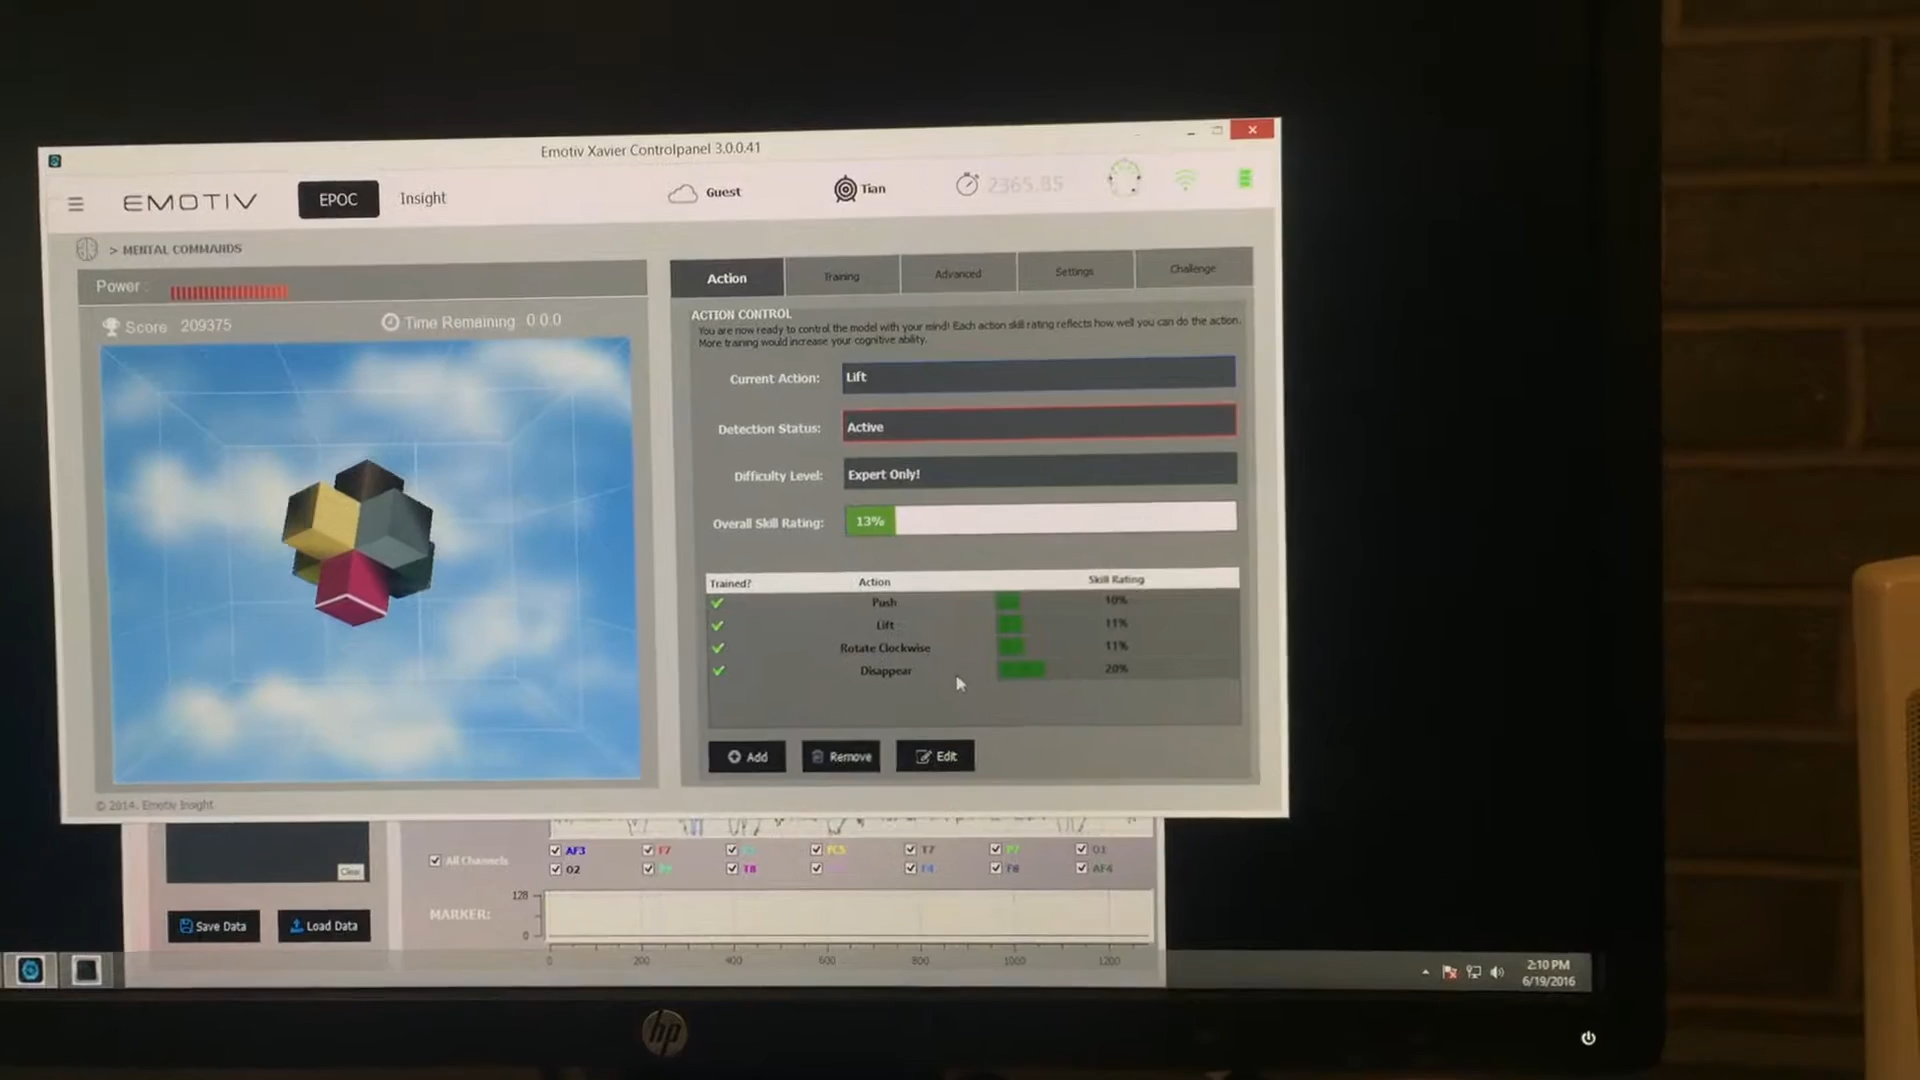 Emotiv Xavier Controlpanel 3.0.0.41
EMOTIV
EPOC
Insight
Guest
Tian
2365.85
> MENTAL COMMANDS
Power :
Score 209375
Time Remaining 0:0.0
Action
Training
Advanced
Settings
Challenge
ACTION CONTROL
You are now ready to control the model with your mind! Each action skill rating reflects how well you can do the action.
More training would increase your cognitive ability.
Current Action: Lift
Detection Status: Active
Difficulty Level: Expert Only!
Overall Skill Rating: 13%
Trained? Action Skill Rating
Push 10%
Lift 11%
Rotate Clockwise 11%
Disappear 20%
Add
Remove
Edit
© 2014. Emotiv Insight
Clear
All Channels
AF3 F7 FC5 T7 P7 O1
O2 P8 T8 F4 F8 AF4
Save Data
Load Data
MARKER:
128
0
0 200 400 600 800 1000 1200
2:10 PM
6/19/2016
hp